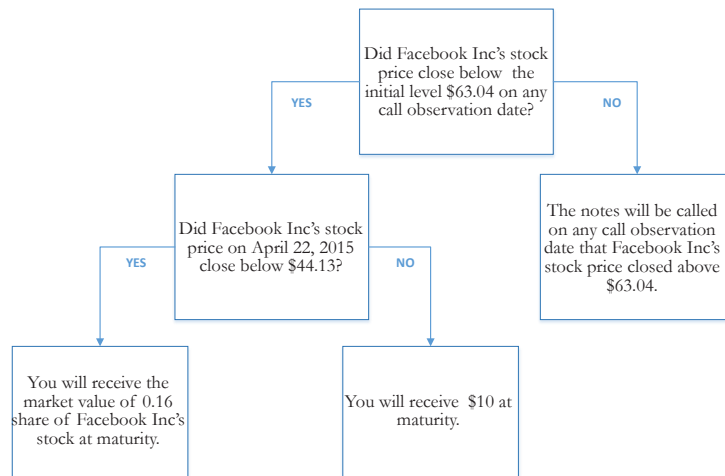 Did Facebook Inc's stock
price close below the
initial level $63.04 on any
call observation date?
YES
NO
Did Facebook Inc's stock
price on April 22, 2015
close below $44.13?
The notes will be called
on any call observation
date that Facebook Inc's
stock price closed above
$63.04.
YES
NO
You will receive the
market value of 0.16
share of Facebook Inc's
stock at maturity.
You will receive $10 at
maturity.